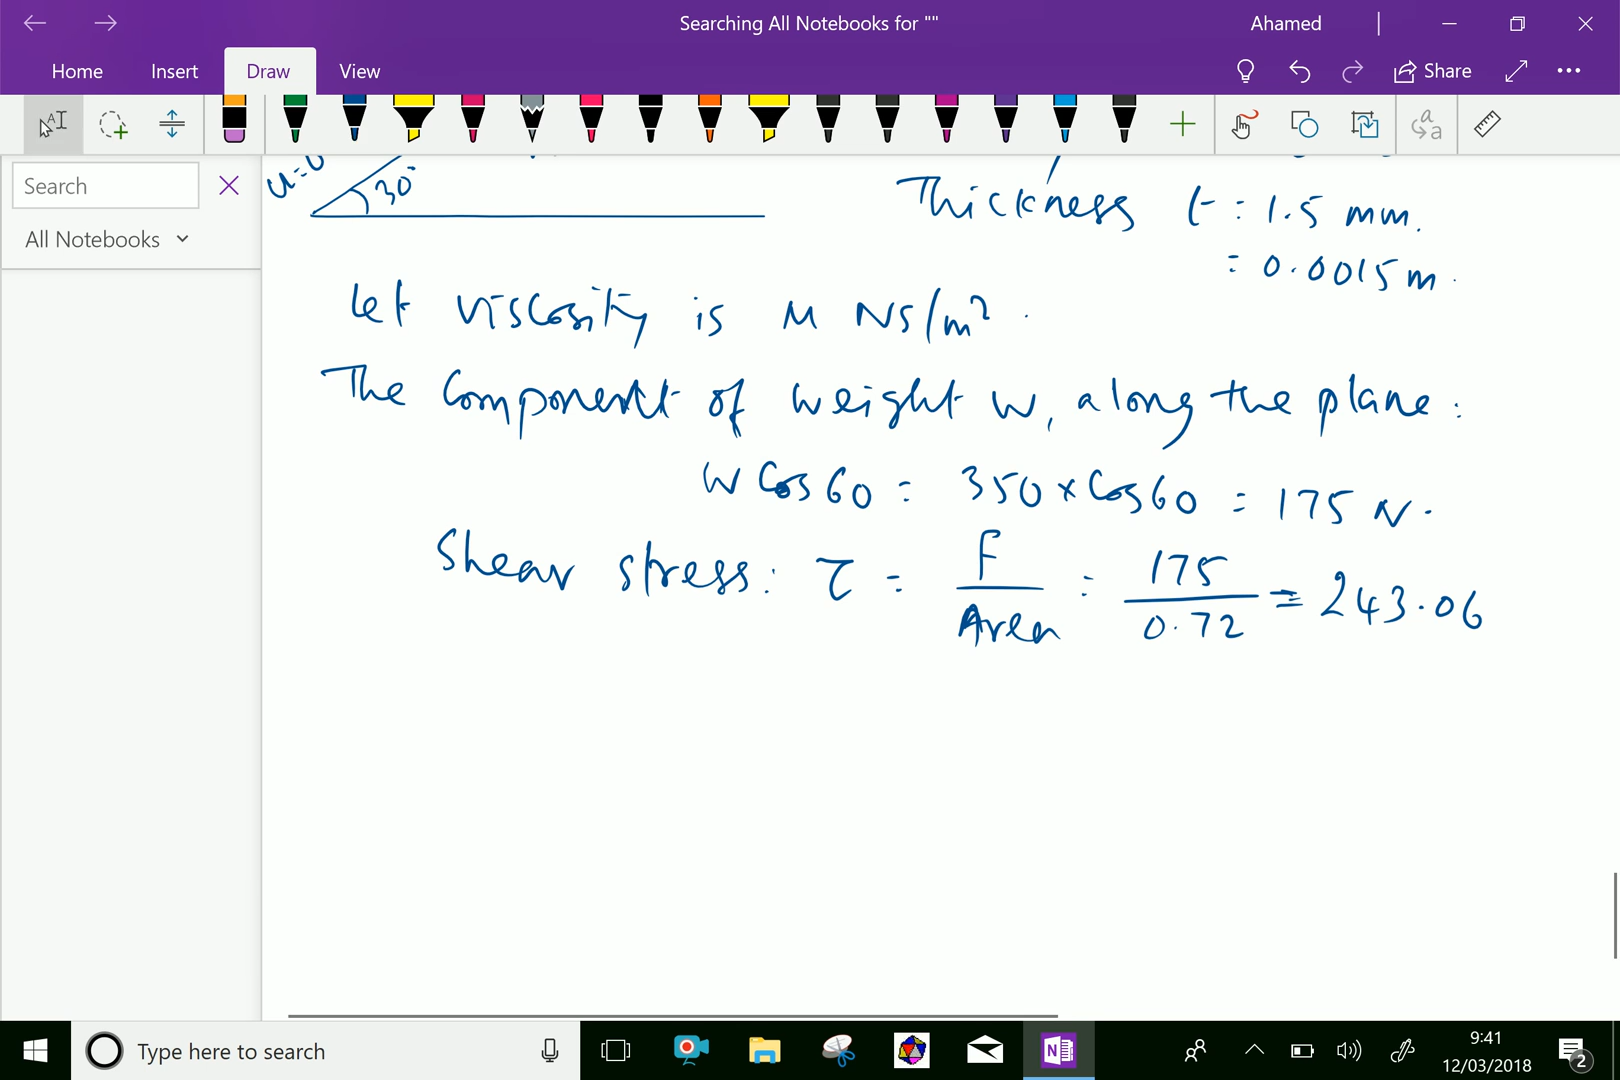 Searching All Notebooks for ""
Ahamed
Home Insert Draw View
Share
Search
All Notebooks
u=0
30°
Thickness t = 1.5 mm.
= 0.0015 m.
Let viscosity is μ NS/m².
The Component of weight W, along the plane:
W Cos 60 = 350 × Cos 60 = 175 N.
Shear stress: τ = F / Area = 175 / 0.72 = 243.06
Type here to search
9:41
12/03/2018
2